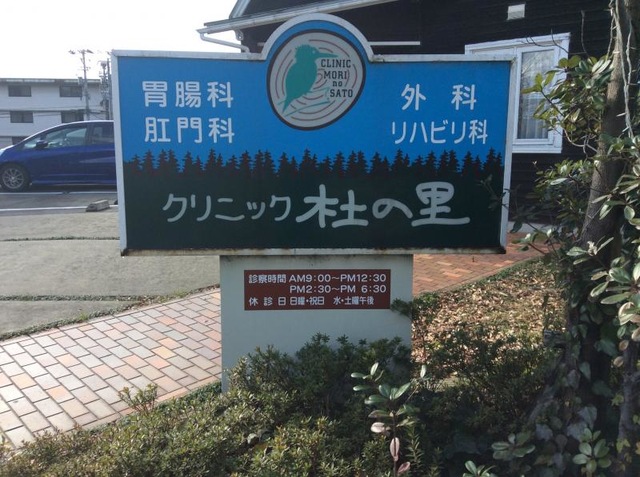 CLINIC
MORI
no
SATO
胃腸科
外科
肛門科
リハビリ科
クリニック 杜の里
診察時間 AM9:00〜PM12:30
PM2:30〜PM 6:30
休診日 日曜・祝日 水・土曜午後